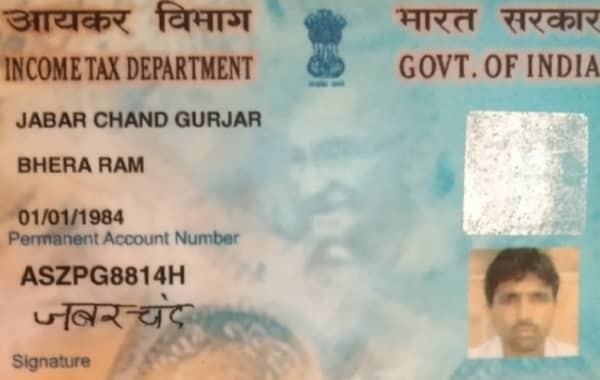 आयकर विभाग
भारत सरकार
INCOME TAX DEPARTMENT
GOVT. OF INDIA
JABAR CHAND GURJAR
BHERA RAM
01/01/1984
Permanent Account Number
ASZPG8814H
जबरचंद
Signature